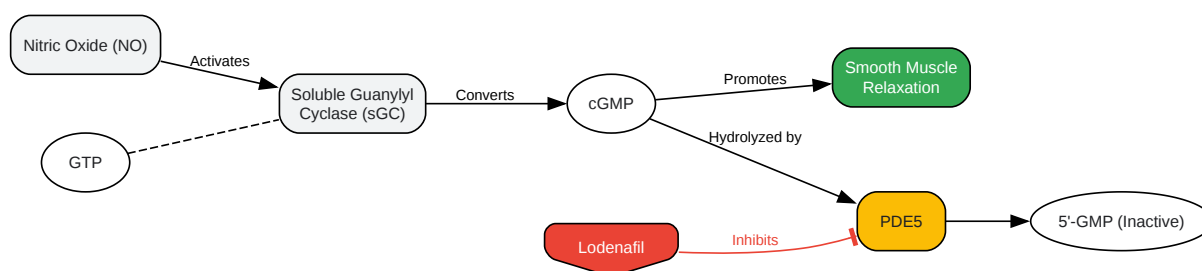 Nitric Oxide (NO)
Activates
GTP
Soluble Guanylyl
Cyclase (sGC)
Converts
cGMP
Promotes
Smooth Muscle
Relaxation
Hydrolyzed by
Lodenafil
Inhibits
PDE5
5'-GMP (Inactive)